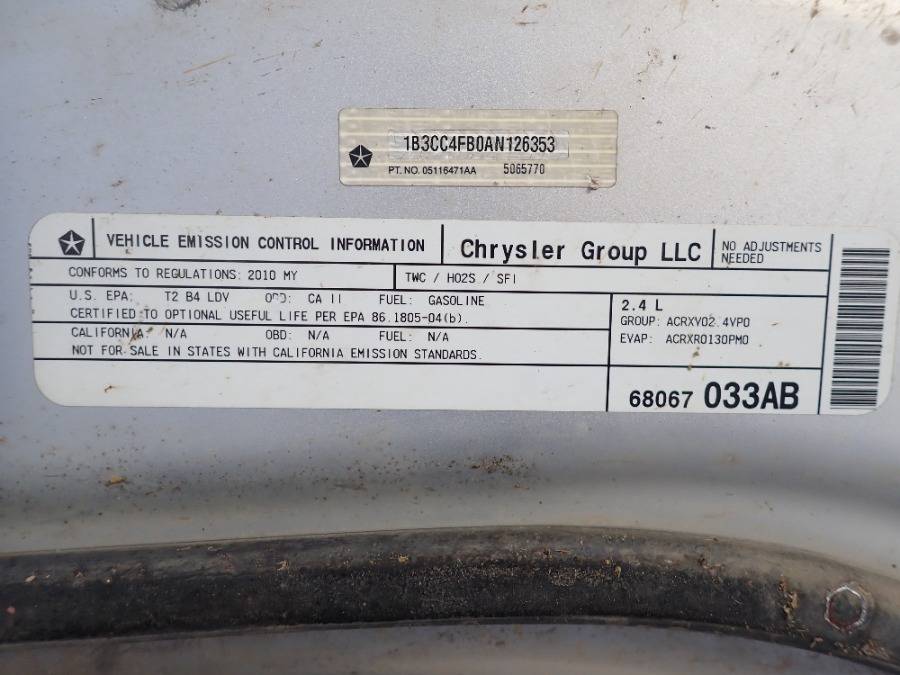 1B3CC4FB0AN126353
PT. NO. 05116471AA 5065770
VEHICLE EMISSION CONTROL INFORMATION
Chrysler Group LLC
NO ADJUSTMENTS
NEEDED
CONFORMS TO REGULATIONS: 2010 MY
TWC / HO2S / SFI
U.S. EPA: T2 B4 LDV OBD: CA II FUEL: GASOLINE
CERTIFIED TO OPTIONAL USEFUL LIFE PER EPA 86.1805-04(b).
CALIFORNIA: N/A OBD: N/A FUEL: N/A
NOT FOR SALE IN STATES WITH CALIFORNIA EMISSION STANDARDS.
2.4 L
GROUP: ACRXV02.4VP0
EVAP: ACRXR0130PM0
68067 033AB